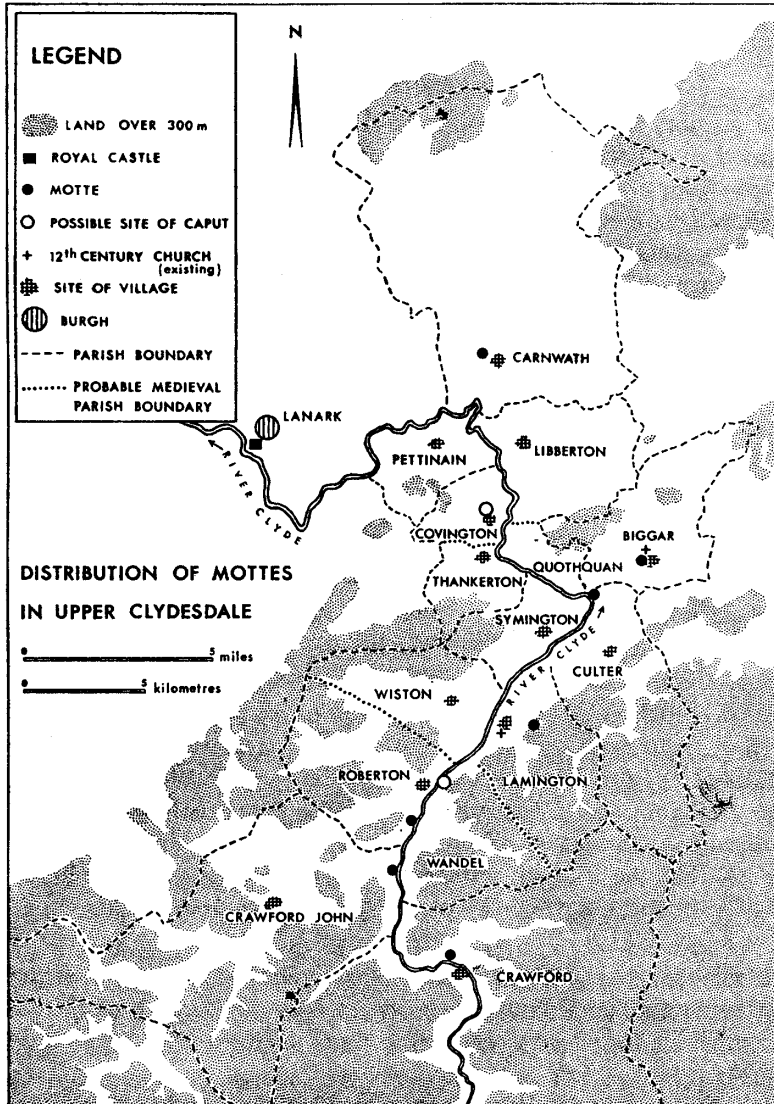 N
LEGEND
LAND OVER 300 m
ROYAL CASTLE
MOTTE
POSSIBLE SITE OF CAPUT
12th CENTURY CHURCH
(existing)
SITE OF VILLAGE
BURGH
PARISH BOUNDARY
PROBABLE MEDIEVAL
PARISH BOUNDARY
CARNWATH
LANARK
PETTINAIN
LIBBERTON
RIVER CLYDE
COVINGTON
BIGGAR
THANKERTON
QUOTHQUAN
DISTRIBUTION OF MOTTES
IN UPPER CLYDESDALE
0 5 miles
0 5 kilometres
SYMINGTON
RIVER CLYDE
CULTER
WISTON
ROBERTON
LAMINGTON
WANDEL
CRAWFORD JOHN
CRAWFORD